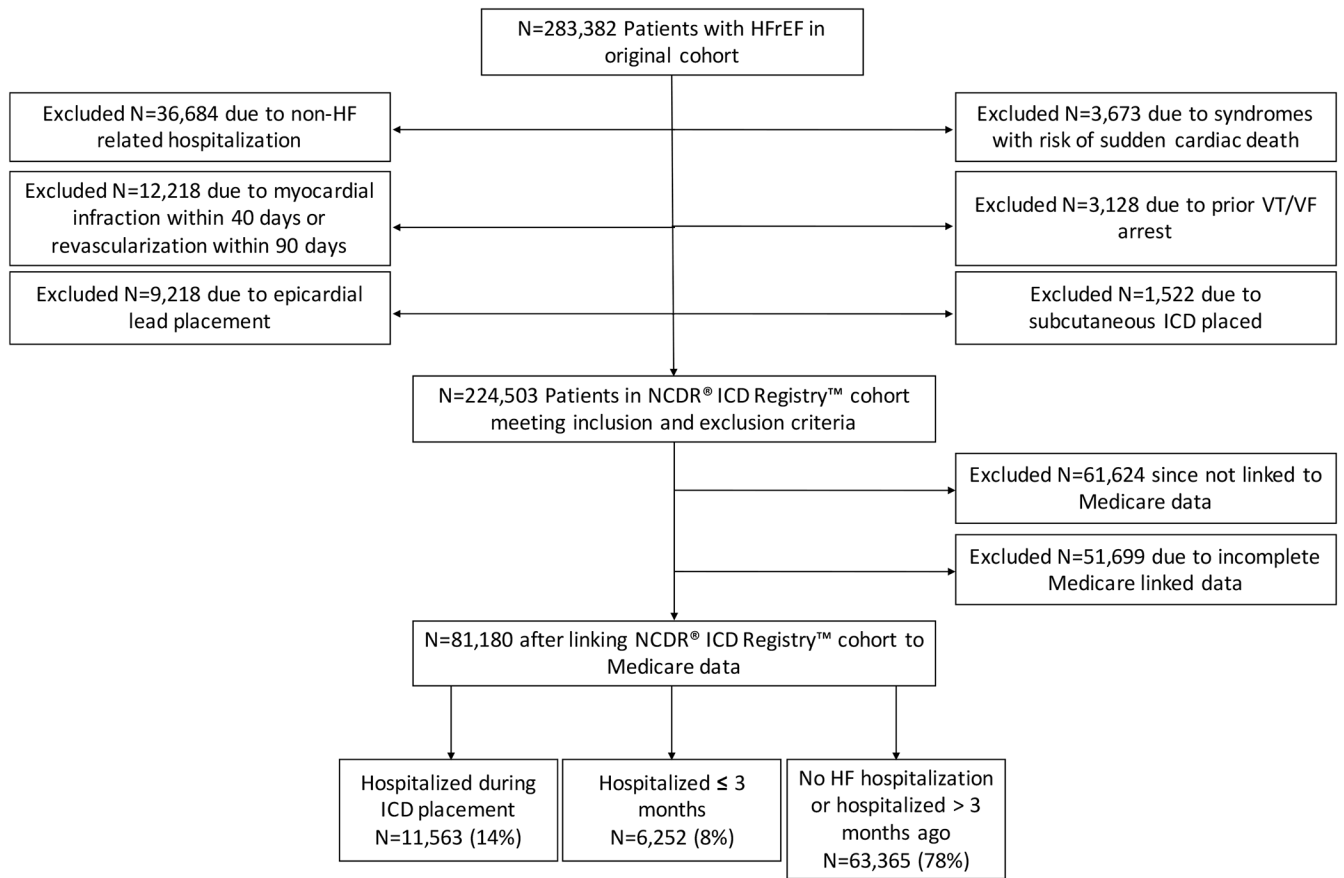 N=283,382 Patients with HFrEF in
original cohort
Excluded N=36,684 due to non-HF
related hospitalization
Excluded N=3,673 due to syndromes
with risk of sudden cardiac death
Excluded N=12,218 due to myocardial
infraction within 40 days or
revascularization within 90 days
Excluded N=3,128 due to prior VT/VF
arrest
Excluded N=9,218 due to epicardial
lead placement
Excluded N=1,522 due to
subcutaneous ICD placed
N=224,503 Patients in NCDR® ICD Registry™ cohort
meeting inclusion and exclusion criteria
Excluded N=61,624 since not linked to
Medicare data
Excluded N=51,699 due to incomplete
Medicare linked data
N=81,180 after linking NCDR® ICD Registry™ cohort to
Medicare data
Hospitalized during
ICD placement
N=11,563 (14%)
Hospitalized ≤ 3
months
N=6,252 (8%)
No HF hospitalization
or hospitalized > 3
months ago
N=63,365 (78%)